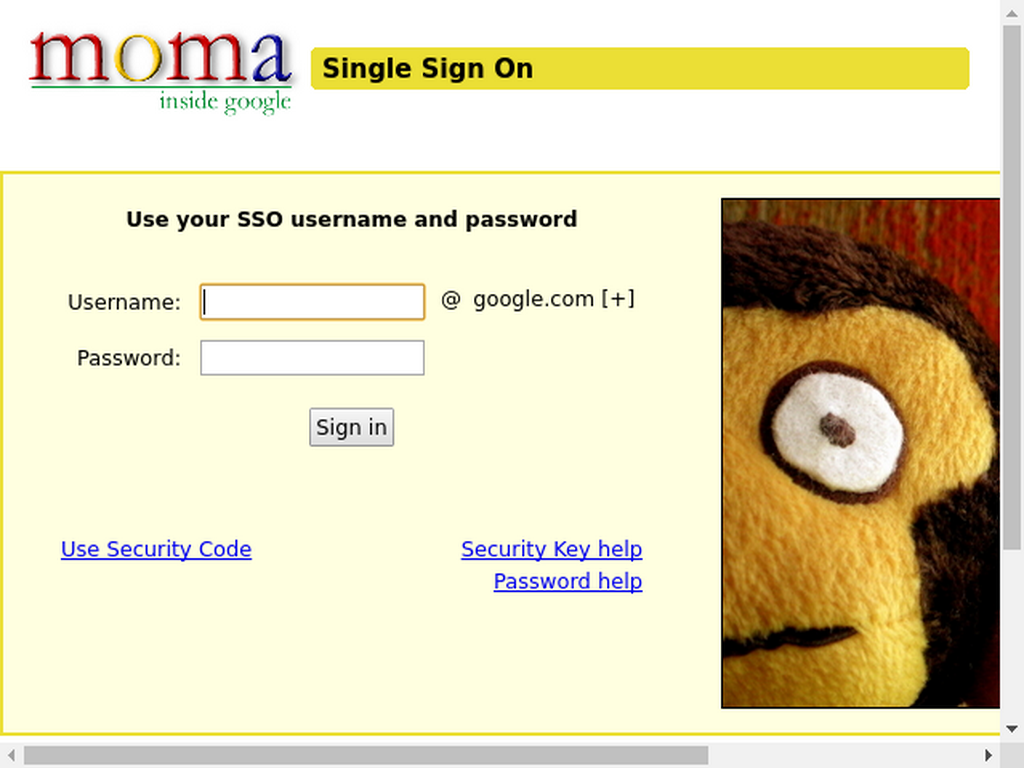 moma
inside google
Single Sign On
Use your SSO username and password
Username: @ google.com [+]
Password:
Sign in
Use Security Code
Security Key help
Password help